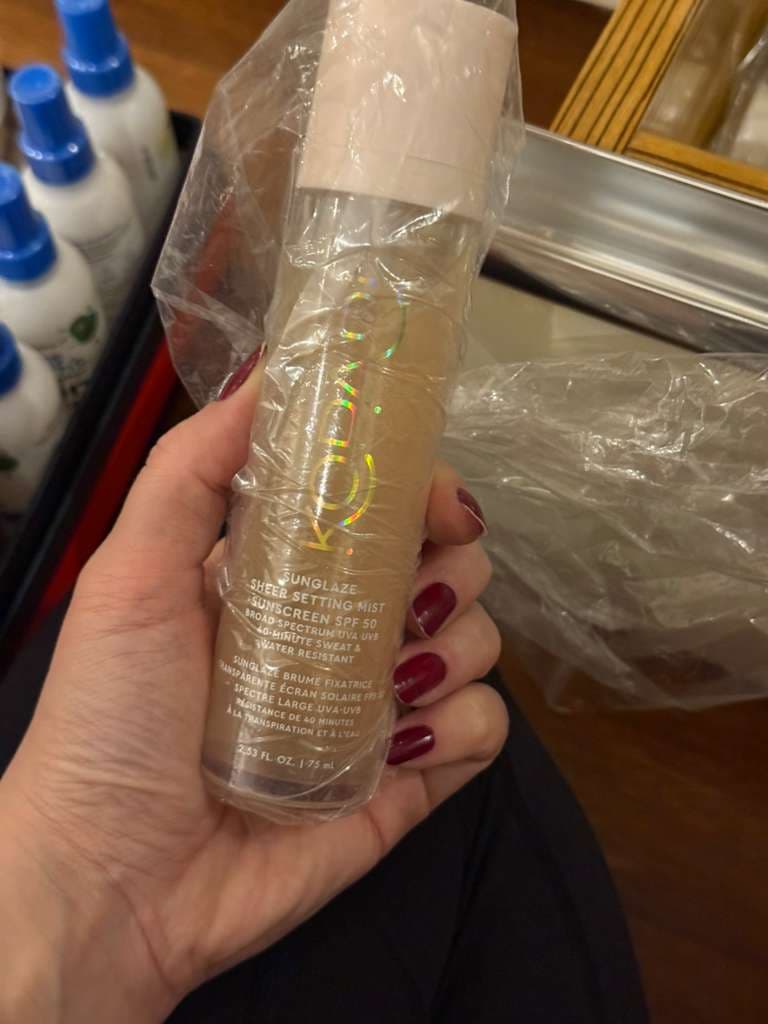 KOPARI
SUNGLAZE
SHEER SETTING MIST
SUNSCREEN SPF 50
BROAD SPECTRUM UVA-UVB
40-MINUTE SWEAT &
WATER RESISTANT
SUNGLAZE BRUME FIXATRICE
TRANSPARENTE ÉCRAN SOLAIRE FPS
SPECTRE LARGE UVA-UVB
RÉSISTANCE DE 40 MINUTES
À LA TRANSPIRATION ET À L'EAU
2.53 FL. OZ. | 75 mL